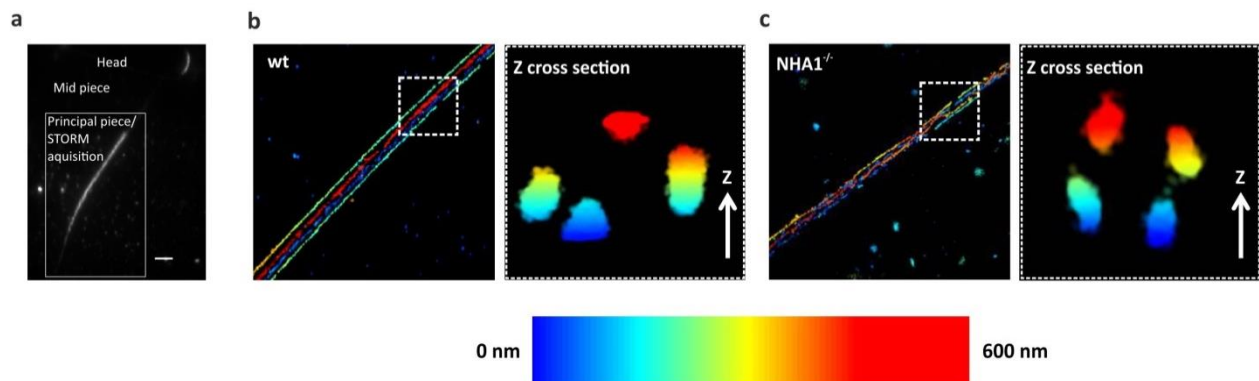 a
Head
Mid piece
Principal piece/
STORM
aquisition
b
wt
Z cross section
Z
c
NHA1-/-
Z cross section
Z
0 nm
600 nm